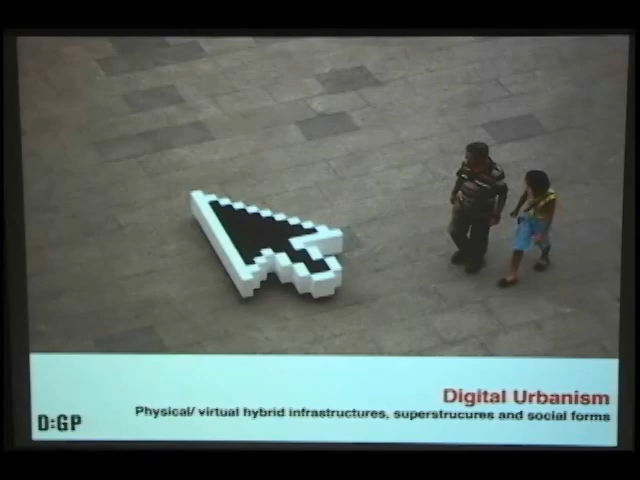 Digital Urbanism
Physical/ virtual hybrid infrastructures, superstrucures and social forms
D:GP